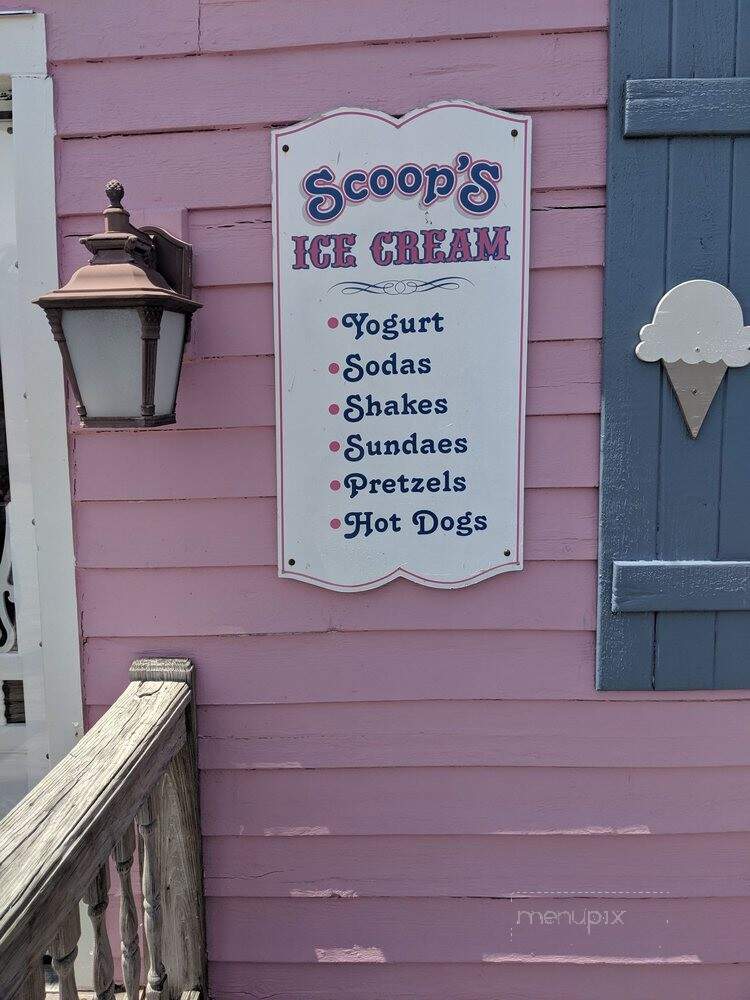 Scoop's
ICE CREAM
•Yogurt
•Sodas
•Shakes
•Sundaes
•Pretzels
•Hot Dogs
menupix